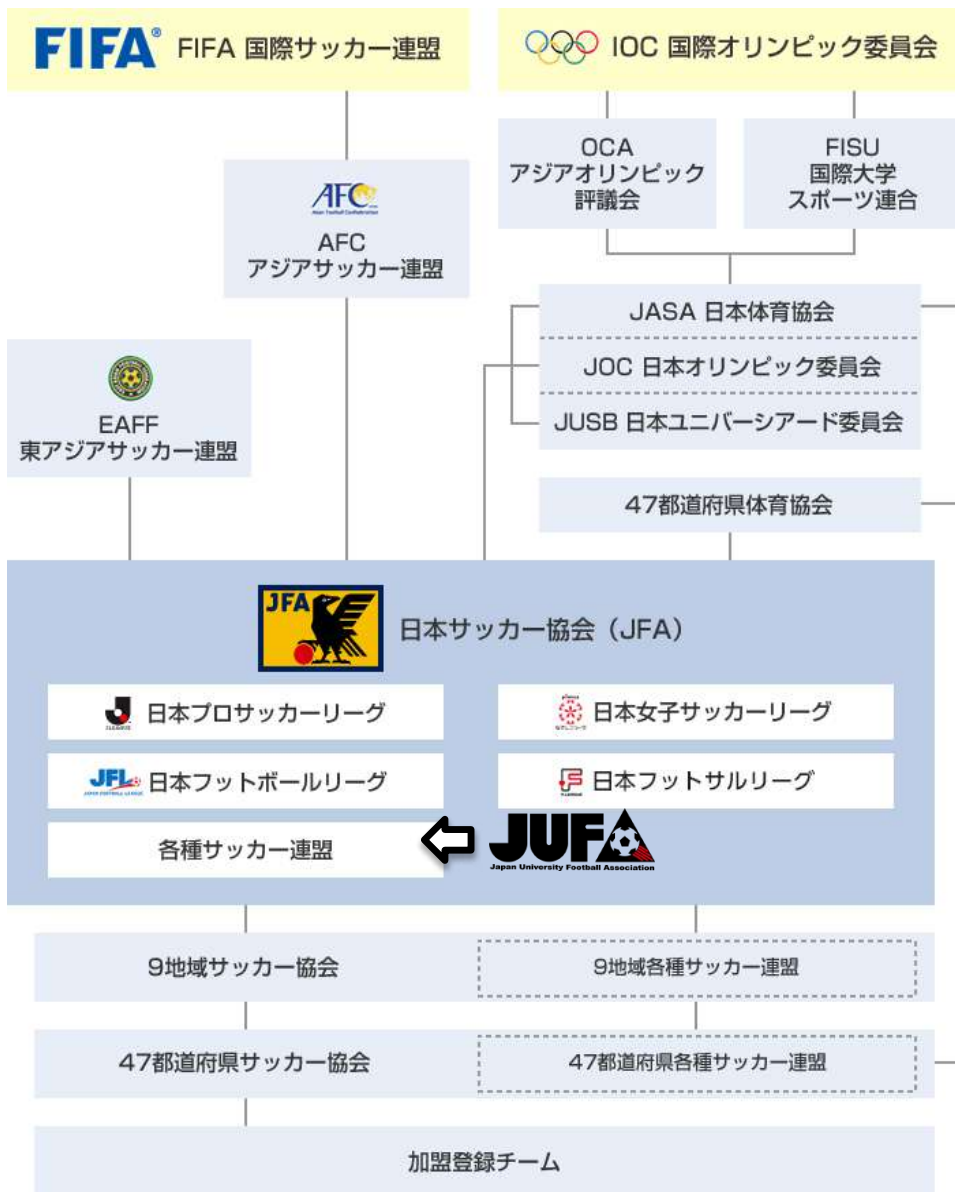 FIFA® FIFA 国際サッカー連盟
IOC 国際オリンピック委員会
OCA
アジアオリンピック
評議会
FISU
国際大学
スポーツ連合
AFC
Asian Football Confederation
AFC
アジアサッカー連盟
JASA 日本体育協会
JOC 日本オリンピック委員会
JUSB 日本ユニバーシアード委員会
EAFF
東アジアサッカー連盟
47都道府県体育協会
JFA
日本サッカー協会（JFA）
日本プロサッカーリーグ
日本女子サッカーリーグ
JFL
JAPAN FOOTBALL LEAGUE
日本フットボールリーグ
日本フットサルリーグ
各種サッカー連盟
JUFA
Japan University Football Association
9地域サッカー協会
9地域各種サッカー連盟
47都道府県サッカー協会
47都道府県各種サッカー連盟
加盟登録チーム